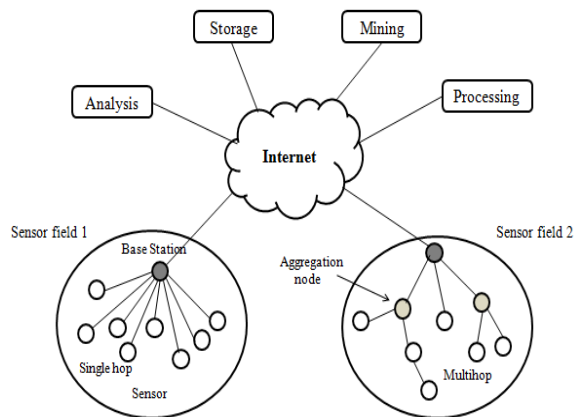 Storage
Mining
Analysis
Processing
Internet
Sensor field 1
Sensor field 2
Base Station
Aggregation
node
Single hop
Sensor
Multihop